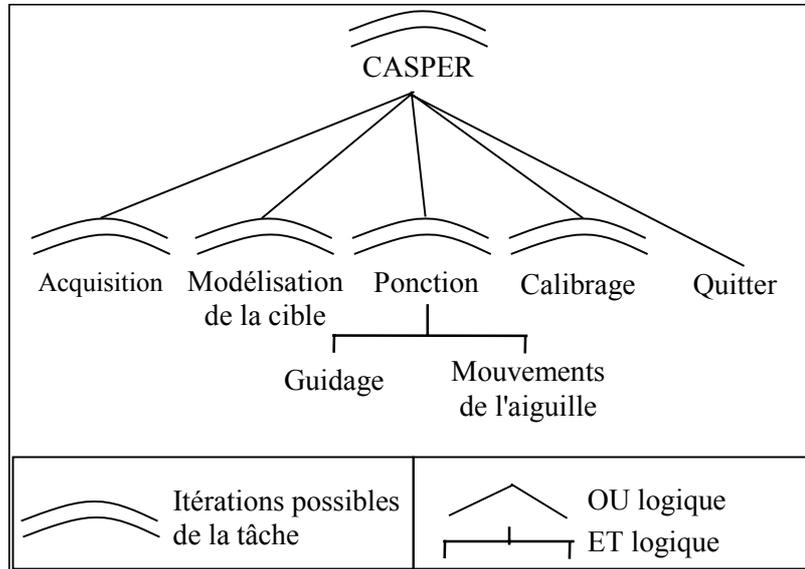 CASPER
Acquisition
Modélisation
de la cible
Ponction
Calibrage
Quitter
Guidage
Mouvements
de l'aiguille
Itérations possibles
de la tâche
OU logique
ET logique